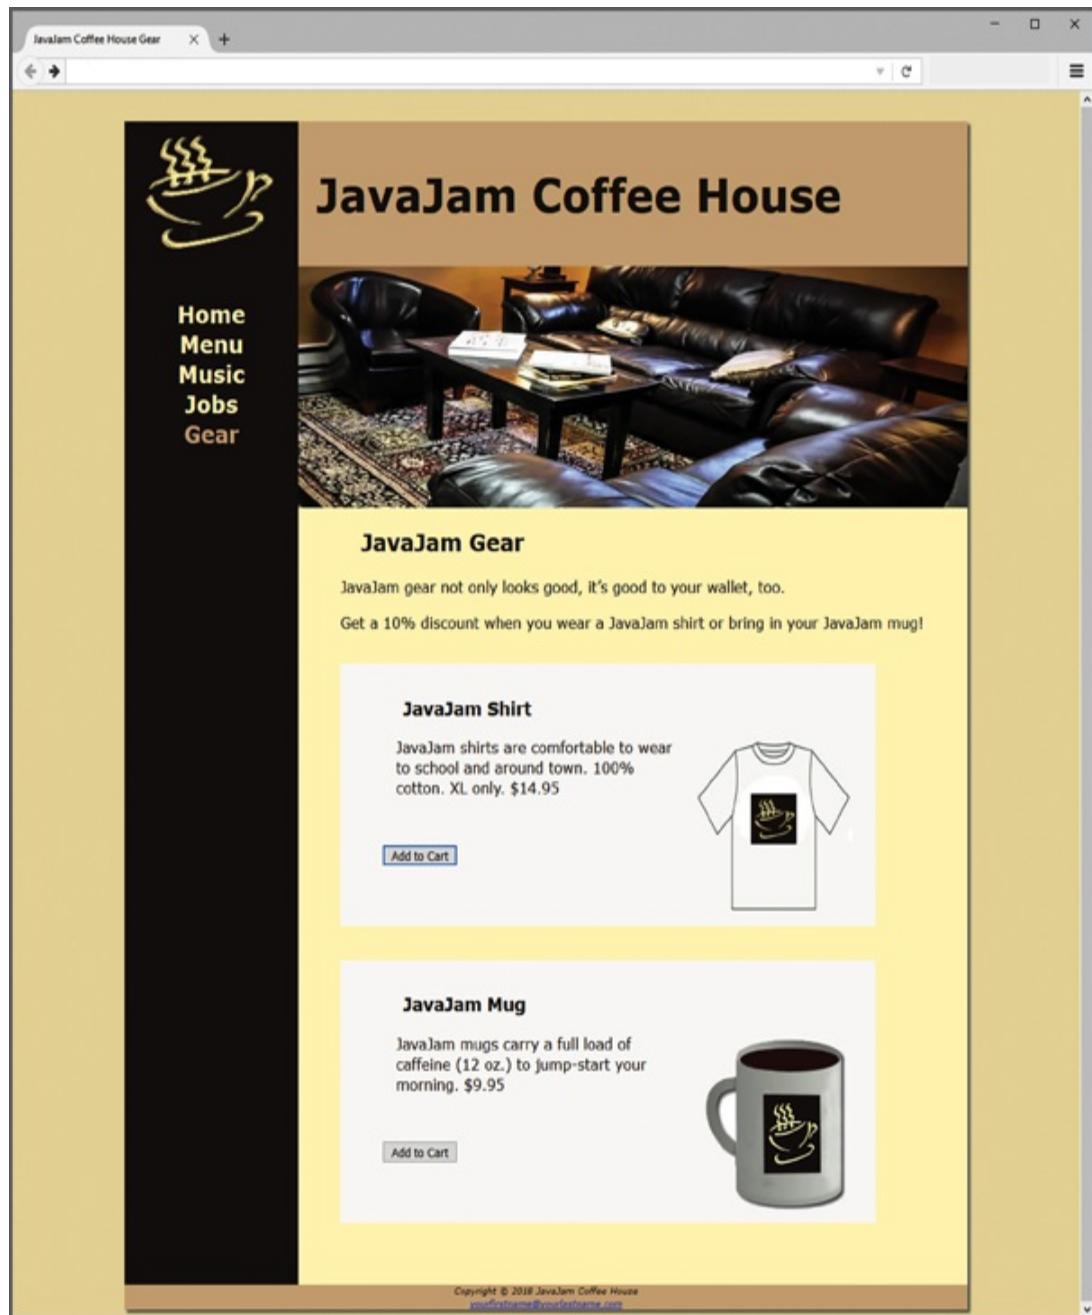 JavaJam Coffee House Gear
JavaJam Coffee House
Home
Menu
Music
Jobs
Gear
JavaJam Gear
JavaJam gear not only looks good, it's good to your wallet, too.
Get a 10% discount when you wear a JavaJam shirt or bring in your JavaJam mug!
JavaJam Shirt
JavaJam shirts are comfortable to wear
to school and around town. 100%
cotton. XL only. $14.95
Add to Cart
JavaJam Mug
JavaJam mugs carry a full load of
caffeine (12 oz.) to jump-start your
morning. $9.95
Add to Cart
Copyright © 2018 JavaJam Coffee House
yourfirstname@yourlastname.com